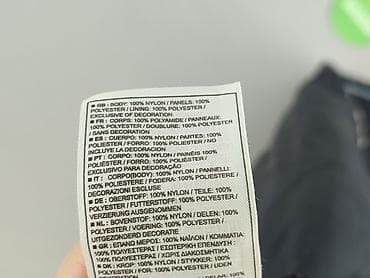 ■ GB: BODY: 100% NYLON / PANELS: 100%
POLYESTER / LINING: 100% POLYESTER /
EXCLUSIVE OF DECORATION
■ FR : CORPS: 100% POLYAMIDE / PANNEAUX:
100% POLYESTER / DOUBLURE: 100% POLYESTER
/ SANS DECORATION
■ ES: CUERPO: 100% NYLON / PARTES: 100%
POLIESTER / FORRO: 100% POLIESTER / NO
INCLUYE LA DECORACION
■ PT : CORPO: 100% NYLON / PAINÉIS 100%
POLIÉSTER / FORRO: 100% POLIÉSTER /
EXCLUSIVO PARA DECORAÇÃO
■ IT : CORPO(BODY): 100% NYLON / PANNELLI:
100% POLIESTERE / FODERA: 100% POLIESTERE /
DECORAZIONI ESCLUSE
■ DE: OBERSTOFF: 100% NYLON / TEILE: 100%
POLYESTER / FUTTERSTOFF: 100% POLYESTER /
VERZIERUNG AUSGENOMMEN
■ NL: BOVENSTOF: 100% NYLON / DELEN: 100%
POLYESTER / VOERING: 100% POLYESTER /
UITGEZONDERD DECORATIE
■ GR : ΕΠΑΝΩ ΜΕΡΟΣ: 100% ΝΑΪΛΟΝ / ΚΟΜΜΑΤΙΑ:
100% ΠΟΛΥΕΣΤΕΡΑΣ / ΕΣΩΤΕΡΙΚΗ ΕΠΕΝΔΥΣΗ:
100% ΠΟΛΥΕΣΤΕΡΑΣ / ΧΩΡΙΣ ΔΙΑΚΟΣΜΗΤΙΚΑ
■ DK: KROP: 100% NYLON / STYKKER: 100%
POLYESTER / FOR: 100% POLYESTER / UDEN